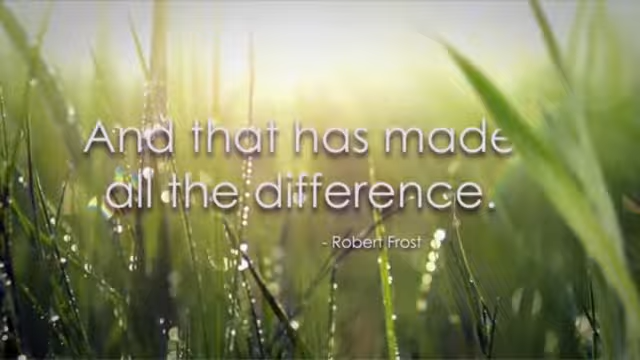 And that has made
all the difference.
- Robert Frost